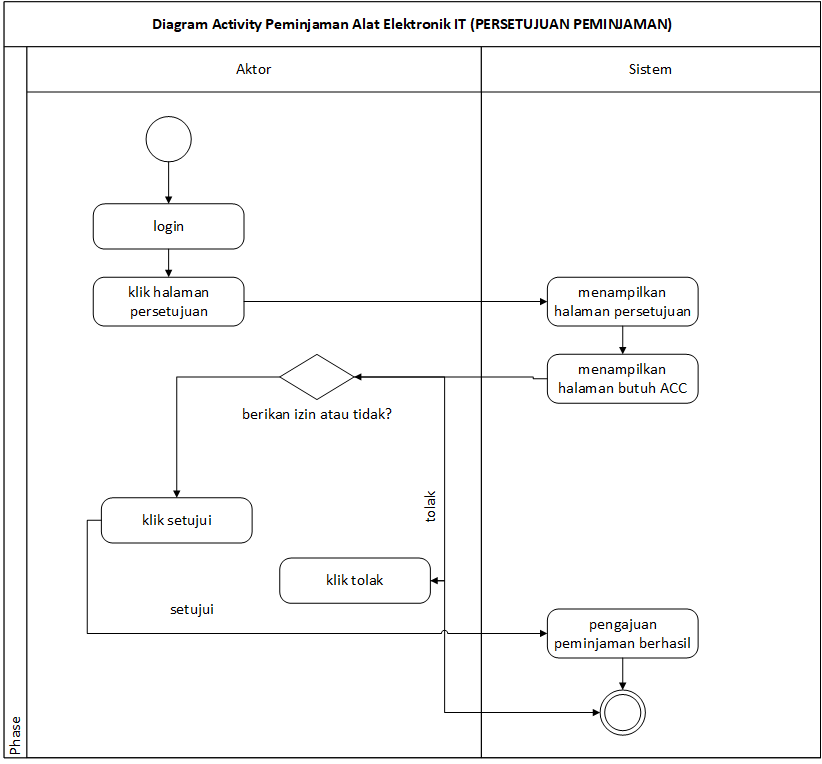 Diagram Activity Peminjaman Alat Elektronik IT (PERSETUJUAN PEMINJAMAN)
Aktor
Sistem
login
klik halaman
persetujuan
menampilkan
halaman persetujuan
menampilkan
halaman butuh ACC
berikan izin atau tidak?
tolak
klik setujui
klik tolak
setujui
pengajuan
peminjaman berhasil
Phase